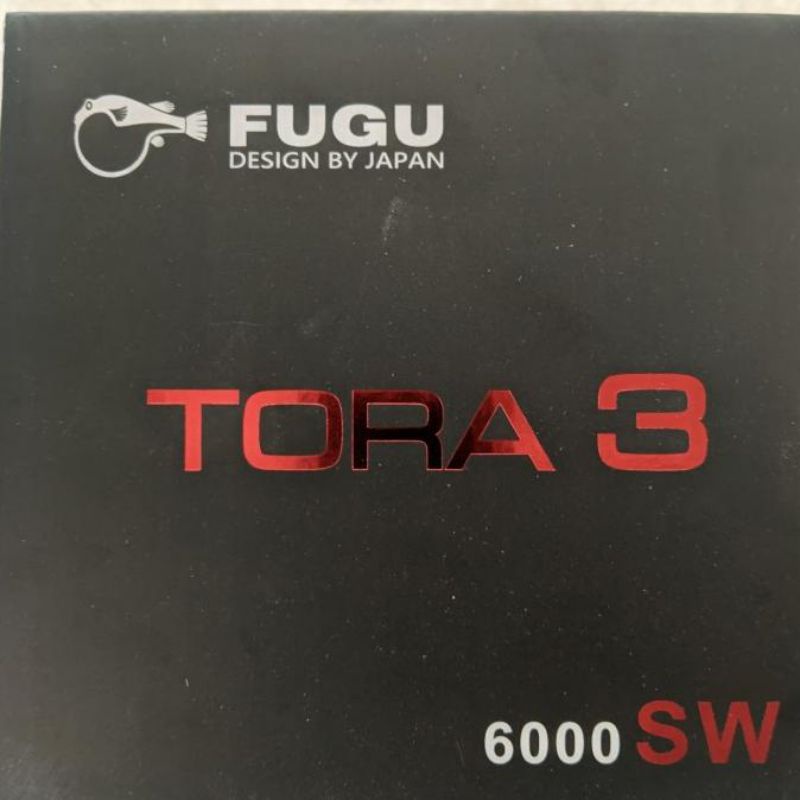 FUGU
DESIGN BY JAPAN
TORA 3
6000 SW